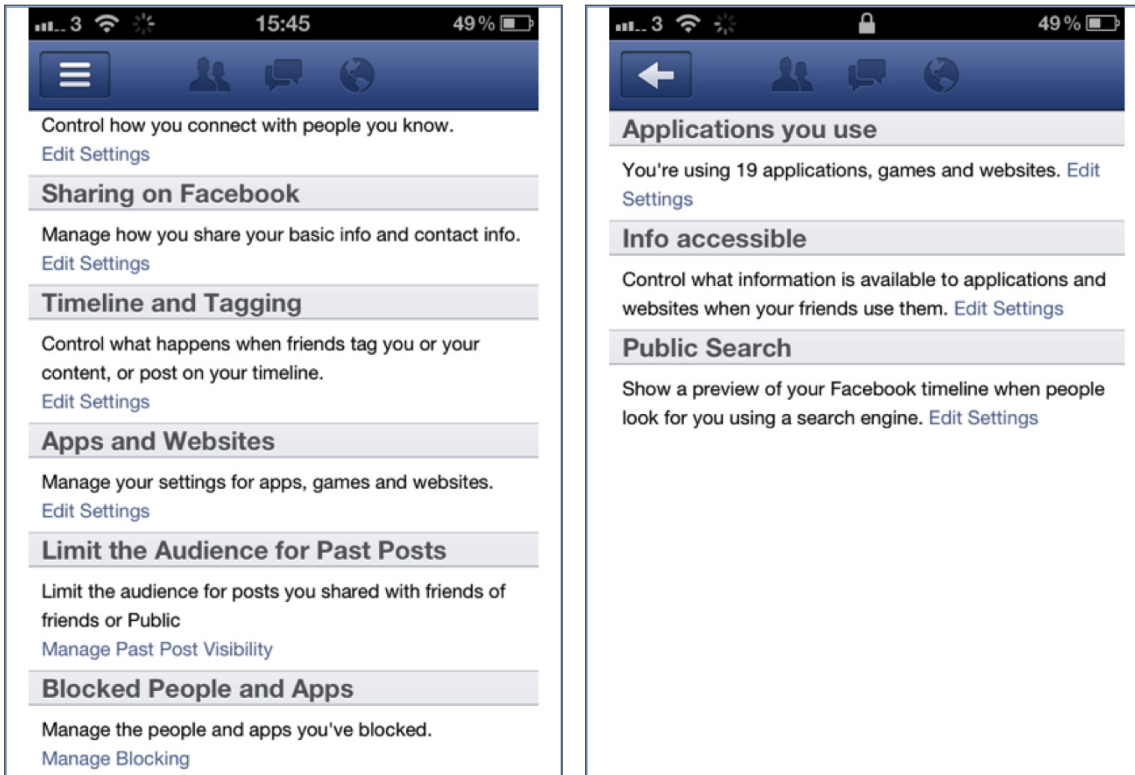 3 15:45 49%
Control how you connect with people you know.
Edit Settings
Sharing on Facebook
Manage how you share your basic info and contact info.
Edit Settings
Timeline and Tagging
Control what happens when friends tag you or your
content, or post on your timeline.
Edit Settings
Apps and Websites
Manage your settings for apps, games and websites.
Edit Settings
Limit the Audience for Past Posts
Limit the audience for posts you shared with friends of
friends or Public
Manage Past Post Visibility
Blocked People and Apps
Manage the people and apps you've blocked.
Manage Blocking
3 49%
Applications you use
You're using 19 applications, games and websites. Edit
Settings
Info accessible
Control what information is available to applications and
websites when your friends use them. Edit Settings
Public Search
Show a preview of your Facebook timeline when people
look for you using a search engine. Edit Settings